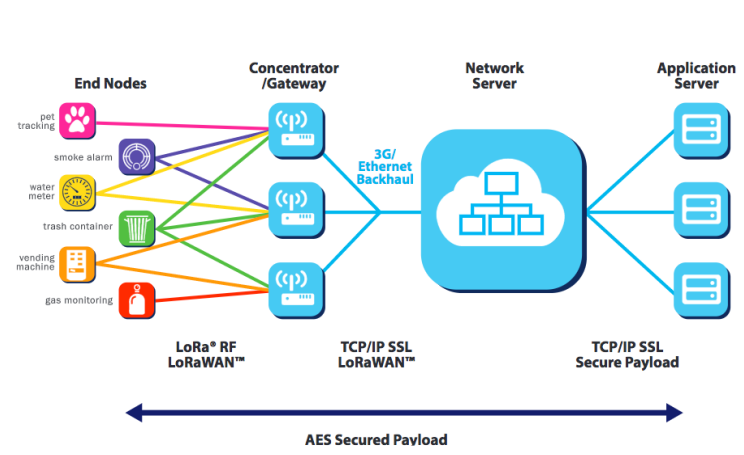 End Nodes
Concentrator
/Gateway
Network
Server
Application
Server
pet
tracking
smoke alarm
water
meter
trash container
vending
machine
gas monitoring
3G/
Ethernet
Backhaul
LoRa® RF
LoRaWAN™
TCP/IP SSL
LoRaWAN™
TCP/IP SSL
Secure Payload
AES Secured Payload